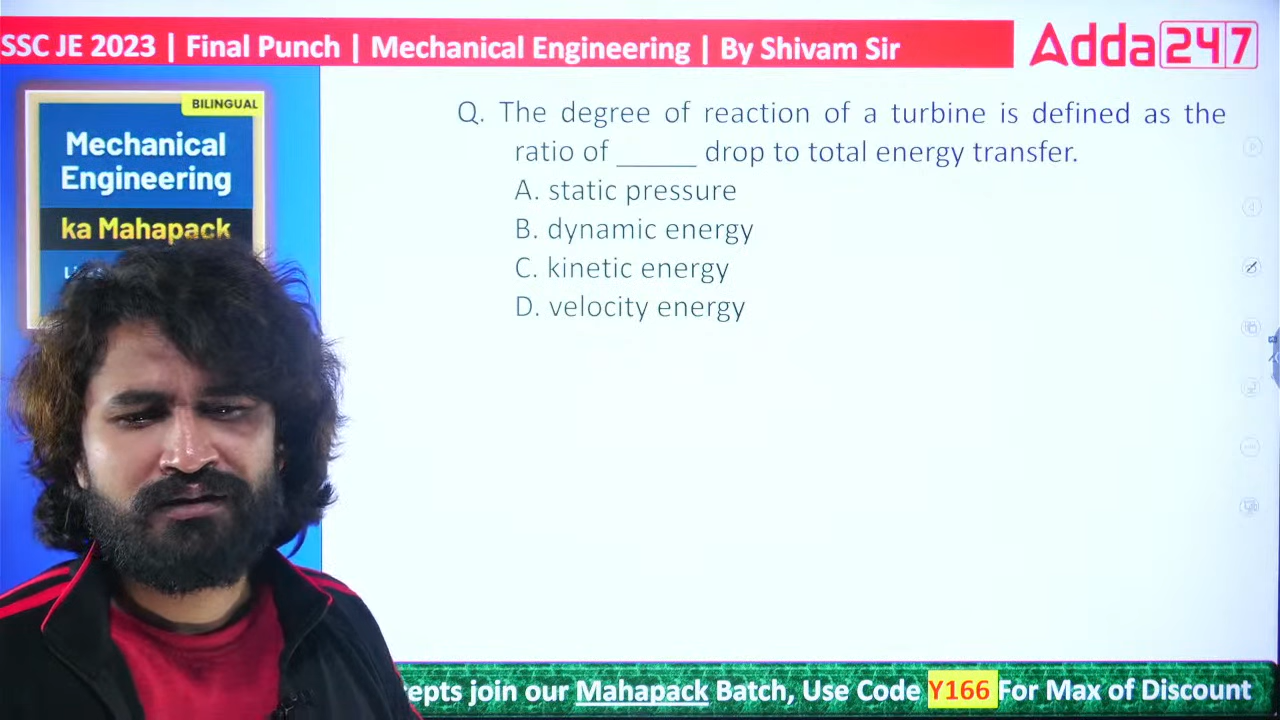 SSC JE 2023 | Final Punch | Mechanical Engineering | By Shivam Sir
Adda247
BILINGUAL
Mechanical
Engineering
ka Mahapack
Q. The degree of reaction of a turbine is defined as the
ratio of _____ drop to total energy transfer.
A. static pressure
B. dynamic energy
C. kinetic energy
D. velocity energy
join our Mahapack Batch, Use Code Y166 For Max of Discount